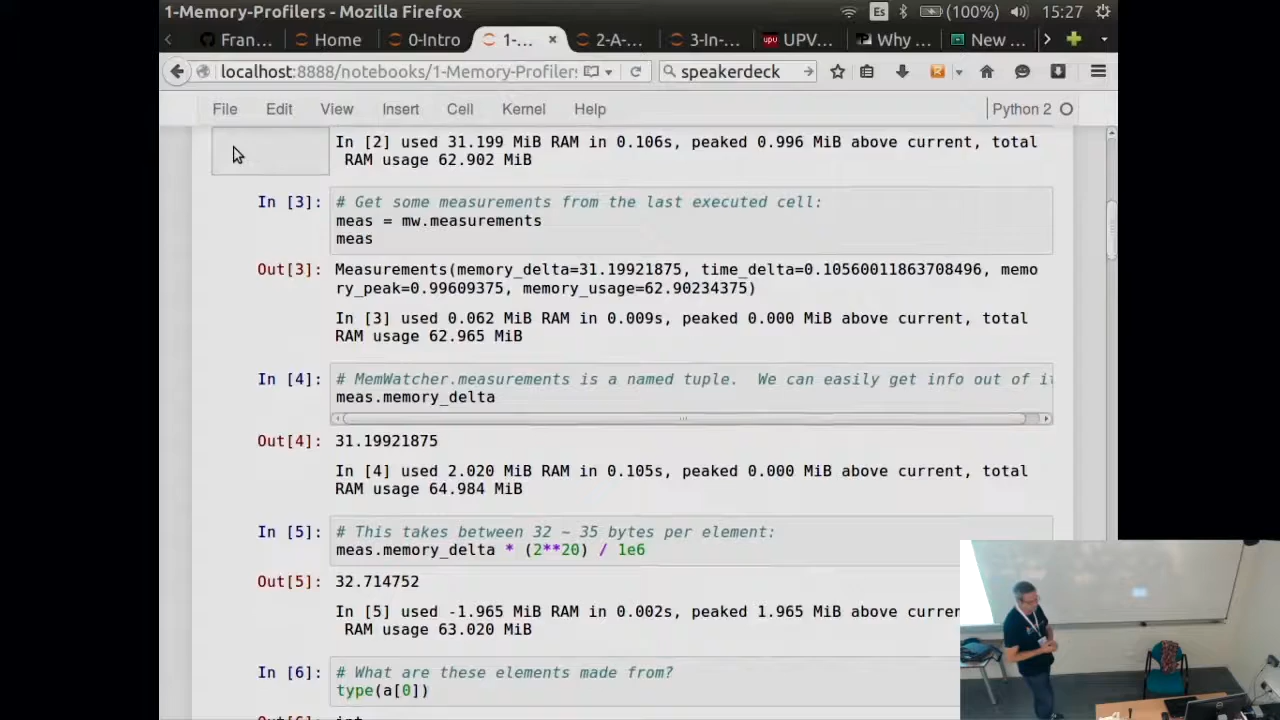 1-Memory-Profilers - Mozilla Firefox
Es
(100%)
15:27
Fran...
Home
0-Intro
1-...
2-A-...
3-In-...
upv
UPV...
Why ...
New ...
localhost:8888/notebooks/1-Memory-Profilers
speakerdeck
File Edit View Insert Cell Kernel Help
Python 2
In [2] used 31.199 MiB RAM in 0.106s, peaked 0.996 MiB above current, total
RAM usage 62.902 MiB
In [3]:
# Get some measurements from the last executed cell:
meas = mw.measurements
meas
Out[3]:
Measurements(memory_delta=31.19921875, time_delta=0.10560011863708496, memo
ry_peak=0.99609375, memory_usage=62.90234375)
In [3] used 0.062 MiB RAM in 0.009s, peaked 0.000 MiB above current, total
RAM usage 62.965 MiB
In [4]:
# MemWatcher.measurements is a named tuple.  We can easily get info out of it
meas.memory_delta
Out[4]:
31.19921875
In [4] used 2.020 MiB RAM in 0.105s, peaked 0.000 MiB above current, total
RAM usage 64.984 MiB
In [5]:
# This takes between 32 ~ 35 bytes per element:
meas.memory_delta * (2**20) / 1e6
Out[5]:
32.714752
In [5] used -1.965 MiB RAM in 0.002s, peaked 1.965 MiB above curren
RAM usage 63.020 MiB
In [6]:
# What are these elements made from?
type(a[0])
Out[6]:
int